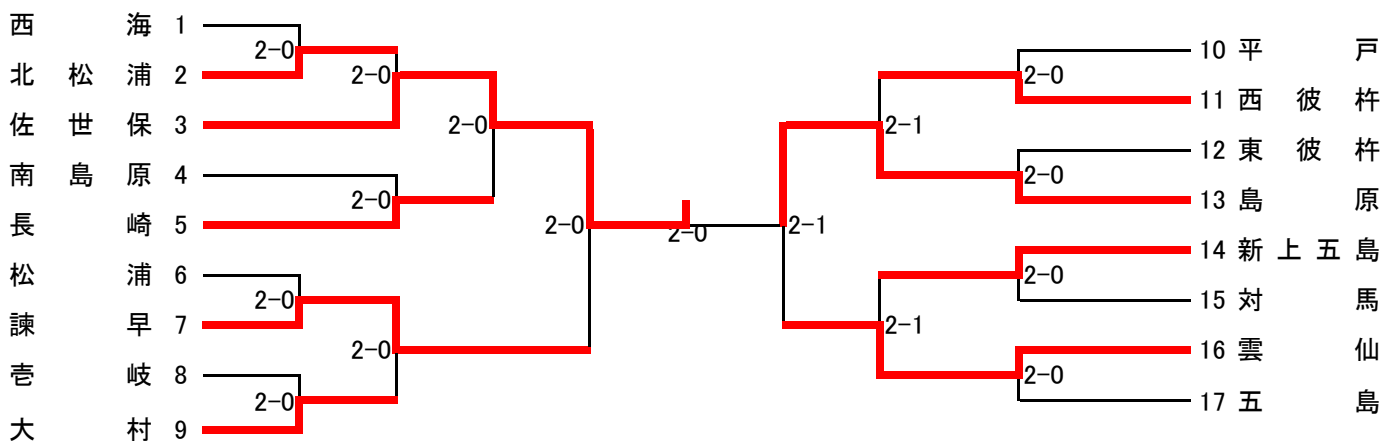 西海 1
2-0
北松浦 2
2-0
佐世保 3
2-0
南島原 4
2-0
長崎 5
2-0
松浦 6
2-0
諫早 7
2-0
壱岐 8
2-0
大村 9
2-0
10 平戸
2-0
11 西彼杵
2-1
12 東彼杵
2-0
13 島原
2-1
14 新上五島
2-0
15 対馬
2-1
16 雲仙
2-0
17 五島